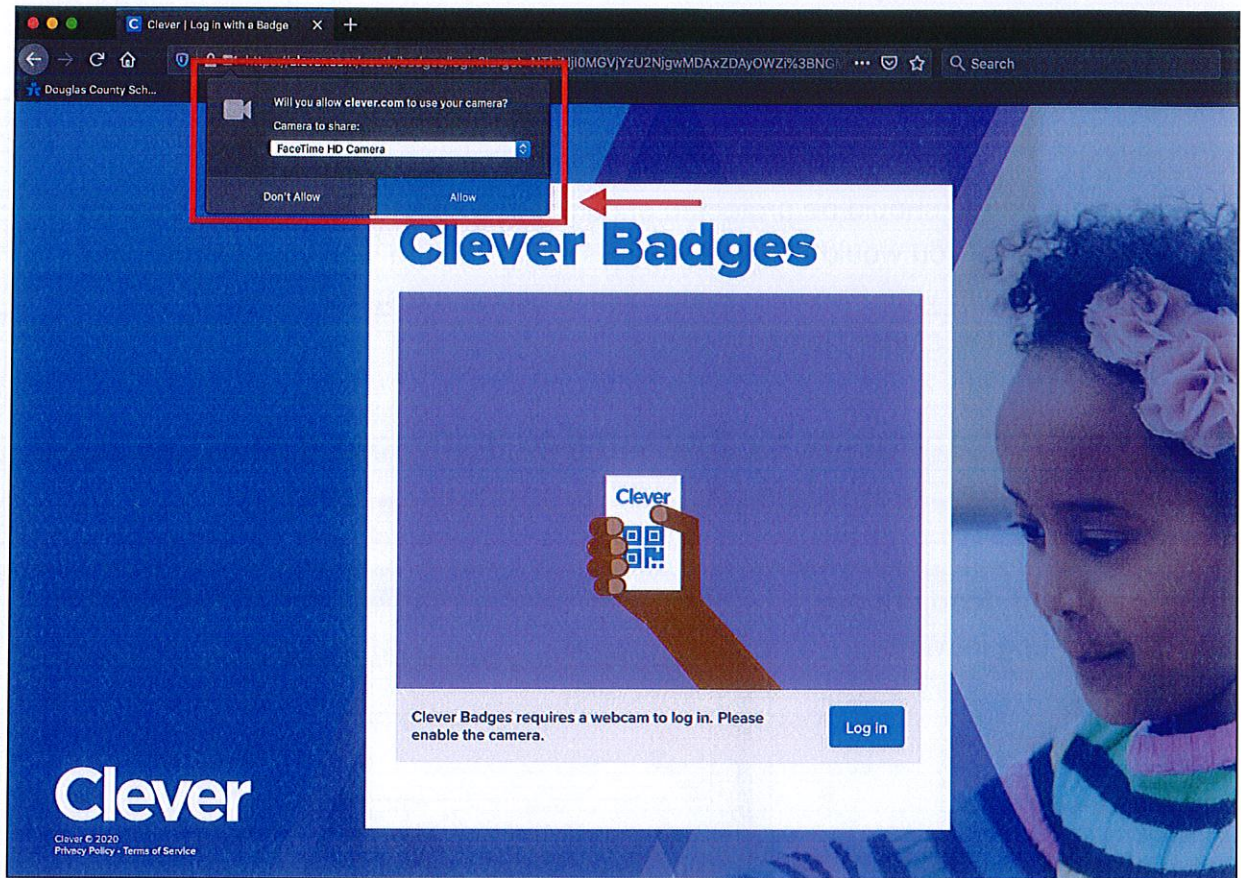 Clever | Log in with a Badge
Search
Douglas County Sch...
Will you allow clever.com to use your camera?
Camera to share:
FaceTime HD Camera
Don't Allow
Allow
Clever Badges
Clever
Clever Badges requires a webcam to log in. Please
enable the camera.
Log in
Clever
Clever © 2020
Privacy Policy - Terms of Service